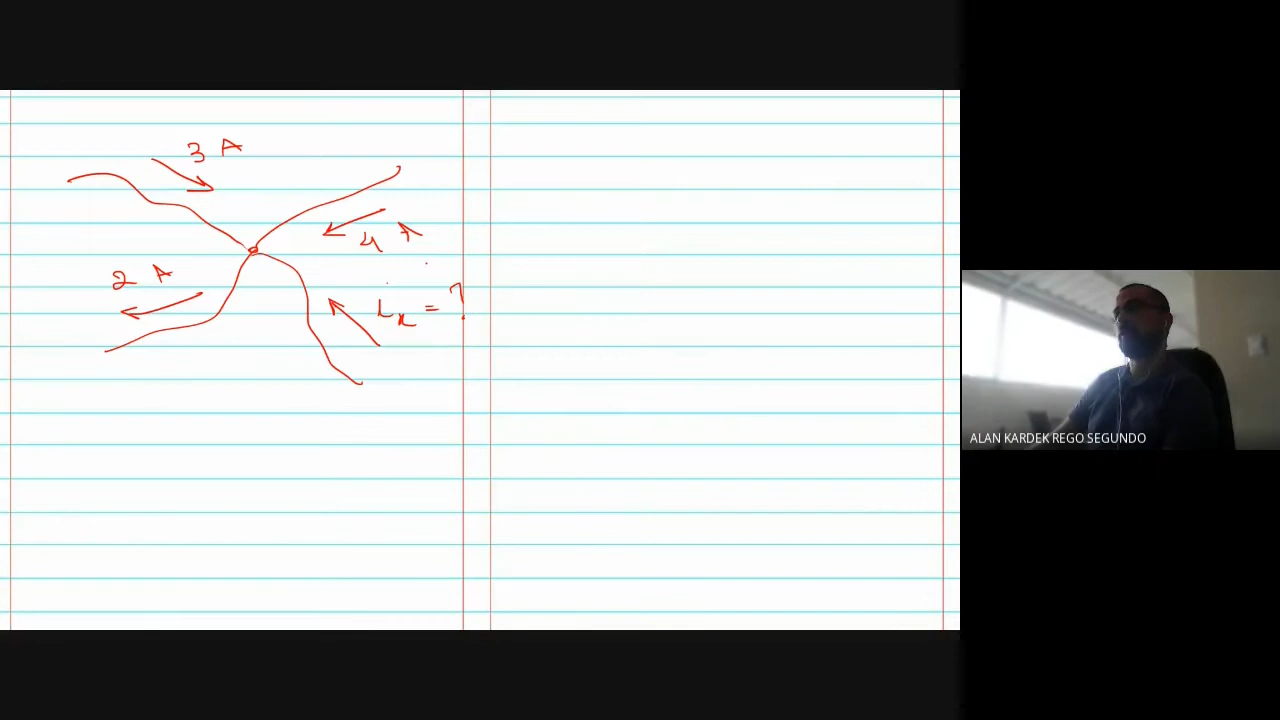 3 A
4 A
2 A
ix = ?
ALAN KARDEK REGO SEGUNDO